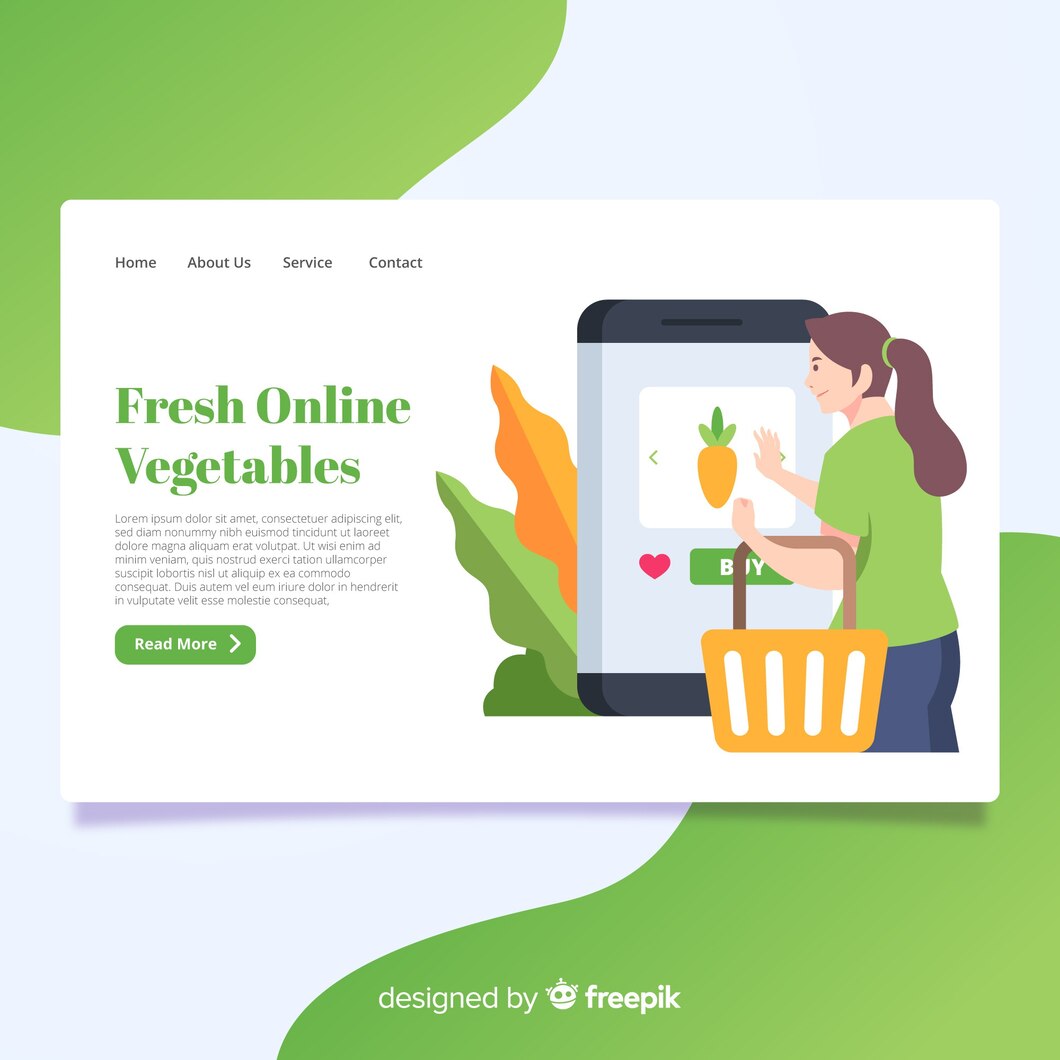 Home About Us Service Contact
Fresh Online
Vegetables
Lorem ipsum dolor sit amet, consectetuer adipiscing elit,
sed diam nonummy nibh euismod tincidunt ut laoreet
dolore magna aliquam erat volutpat. Ut wisi enim ad
minim veniam, quis nostrud exerci tation ullamcorper
suscipit lobortis nisl ut aliquip ex ea commodo
consequat. Duis autem vel eum iriure dolor in hendrerit
in vulputate velit esse molestie consequat,
Read More
BUY
designed by freepik